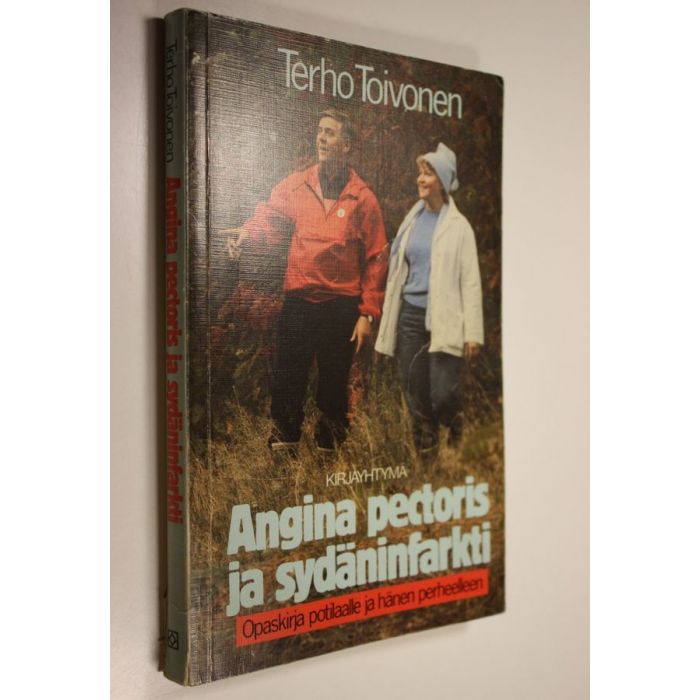 Terho Toivonen
KIRJAYHTYMÄ
Angina pectoris
ja sydäninfarkti
Opaskirja potilaalle ja hänen perheelleen
Terho Toivonen Angina pectoris ja sydäninfarkti